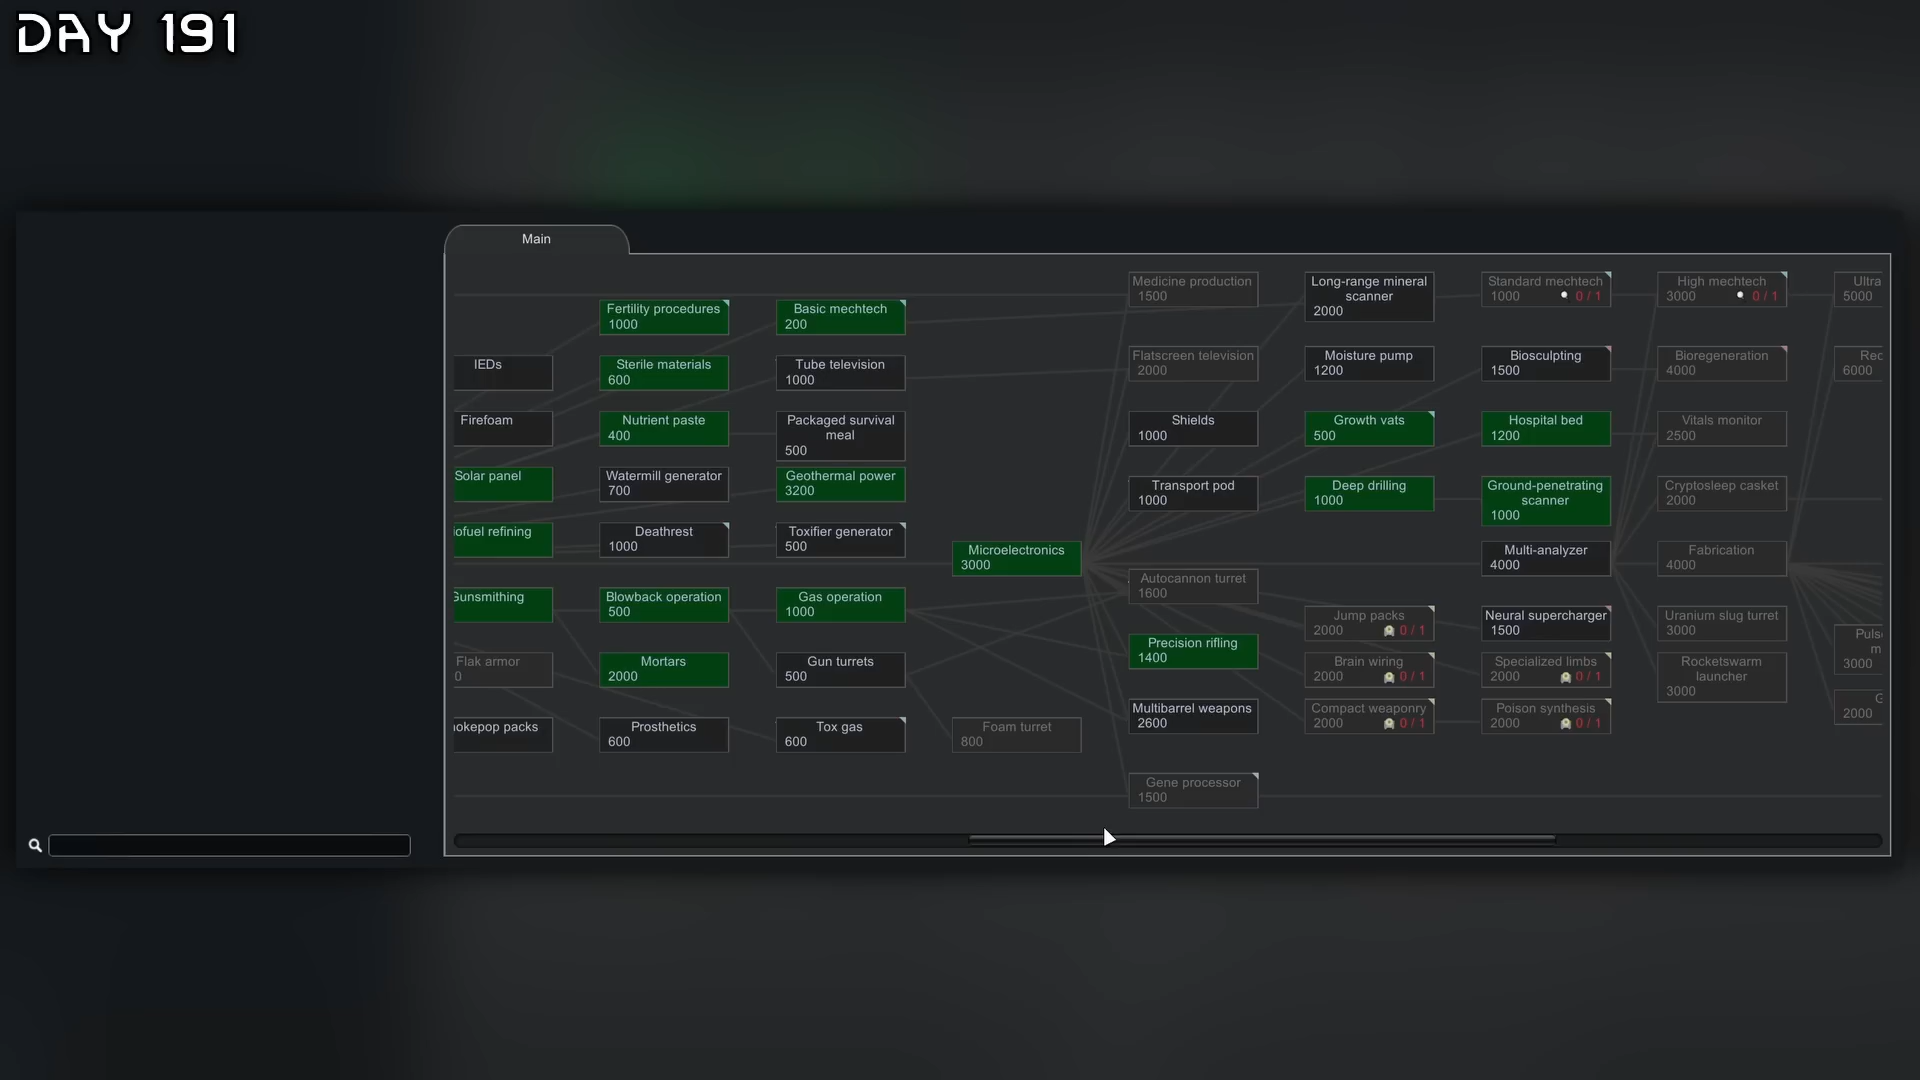 DAY 191
Main
IEDs
Firefoam
Solar panel
iofuel refining
Gunsmithing
Flak armor
0
okepop packs
Fertility procedures
1000
Sterile materials
600
Nutrient paste
400
Watermill generator
700
Deathrest
1000
Blowback operation
500
Mortars
2000
Prosthetics
600
Basic mechtech
200
Tube television
1000
Packaged survival
meal
500
Geothermal power
3200
Toxifier generator
500
Gas operation
1000
Gun turrets
500
Tox gas
600
Microelectronics
3000
Foam turret
800
Medicine production
1500
Flatscreen television
2000
Shields
1000
Transport pod
1000
Autocannon turret
1600
Precision rifling
1400
Multibarrel weapons
2600
Gene processor
1500
Long-range mineral
scanner
2000
Moisture pump
1200
Growth vats
500
Deep drilling
1000
Jump packs
2000 0 / 1
Brain wiring
2000 0 / 1
Compact weaponry
2000 0 / 1
Standard mechtech
1000 0 / 1
Biosculpting
1500
Hospital bed
1200
Ground-penetrating
scanner
1000
Multi-analyzer
4000
Neural supercharger
1500
Specialized limbs
2000 0 / 1
Poison synthesis
2000 0 / 1
High mechtech
3000 0 / 1
Bioregeneration
4000
Vitals monitor
2500
Cryptosleep casket
2000
Fabrication
4000
Uranium slug turret
3000
Rocketswarm
launcher
3000
Ultra
5000
Rec
6000
Puls
m
3000
G
2000